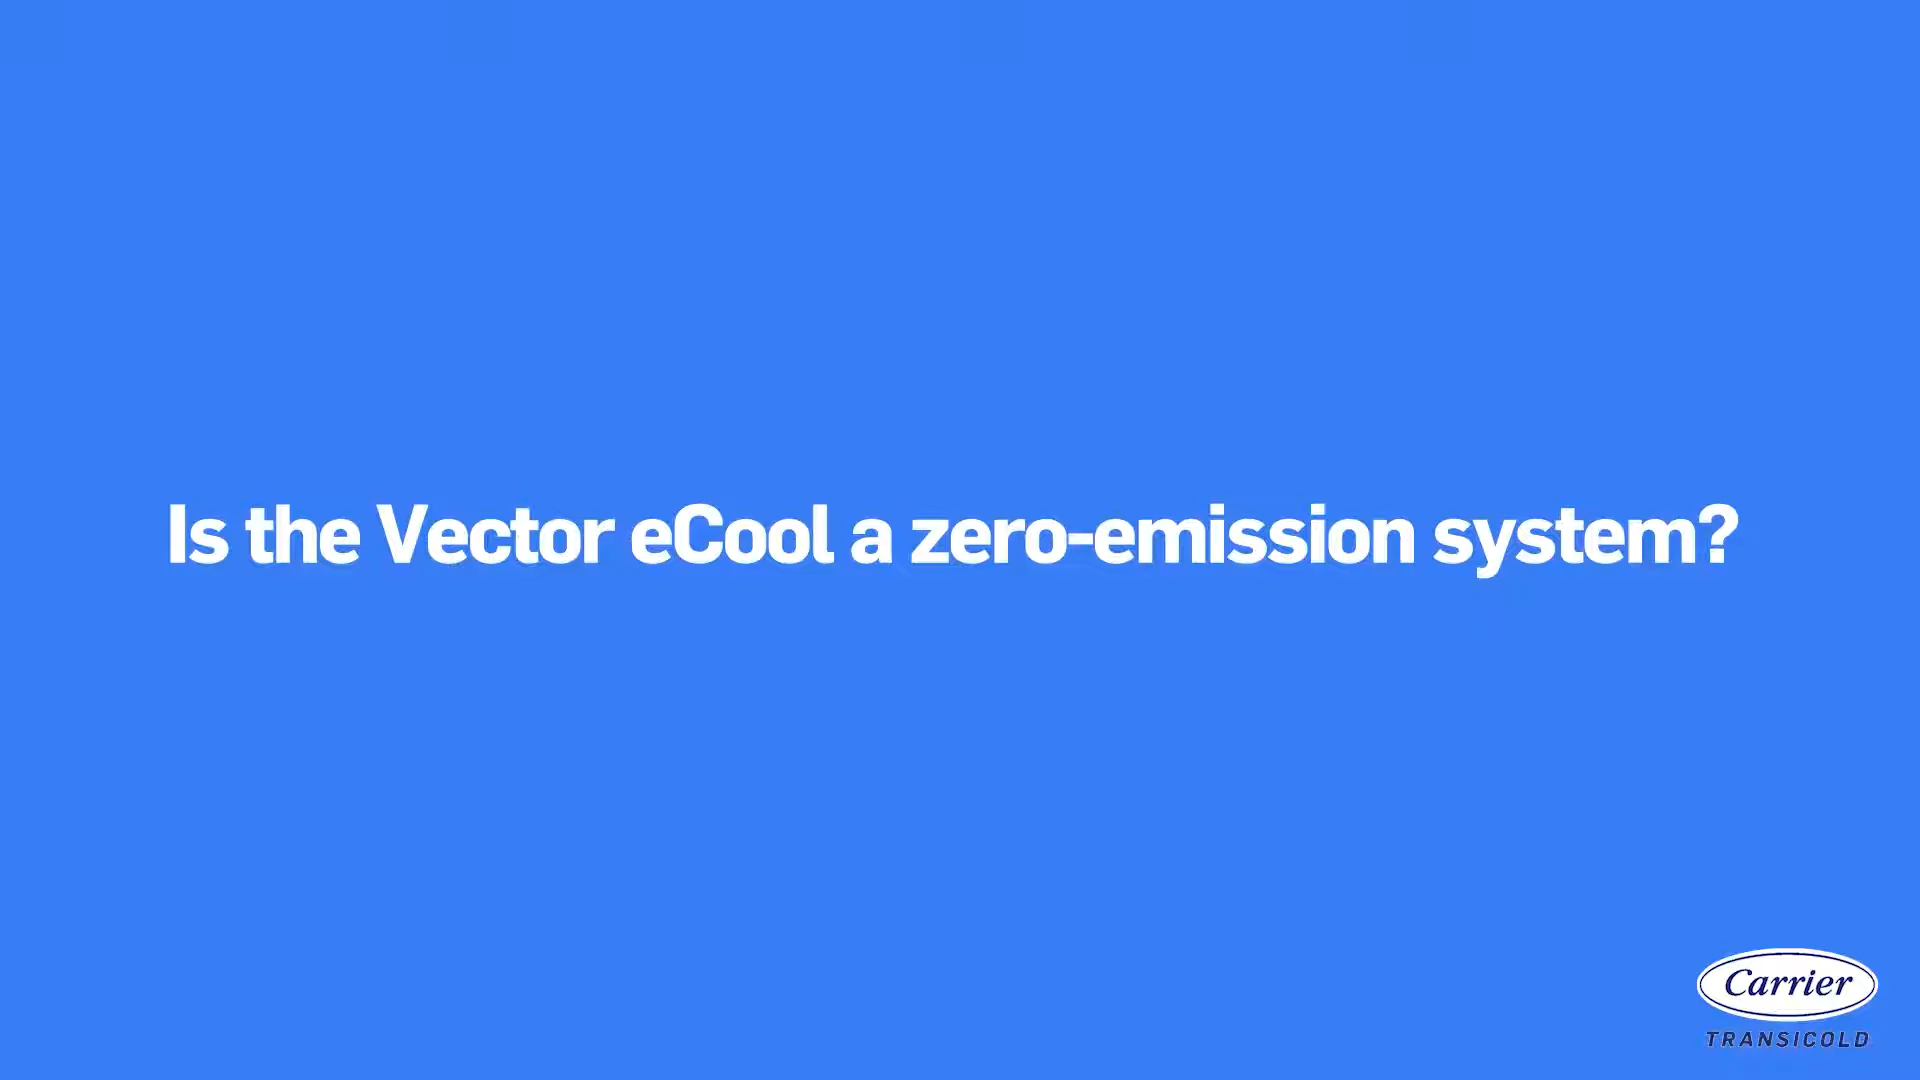 Is the Vector eCool a zero-emission system?
Carrier
TRANSICOLD